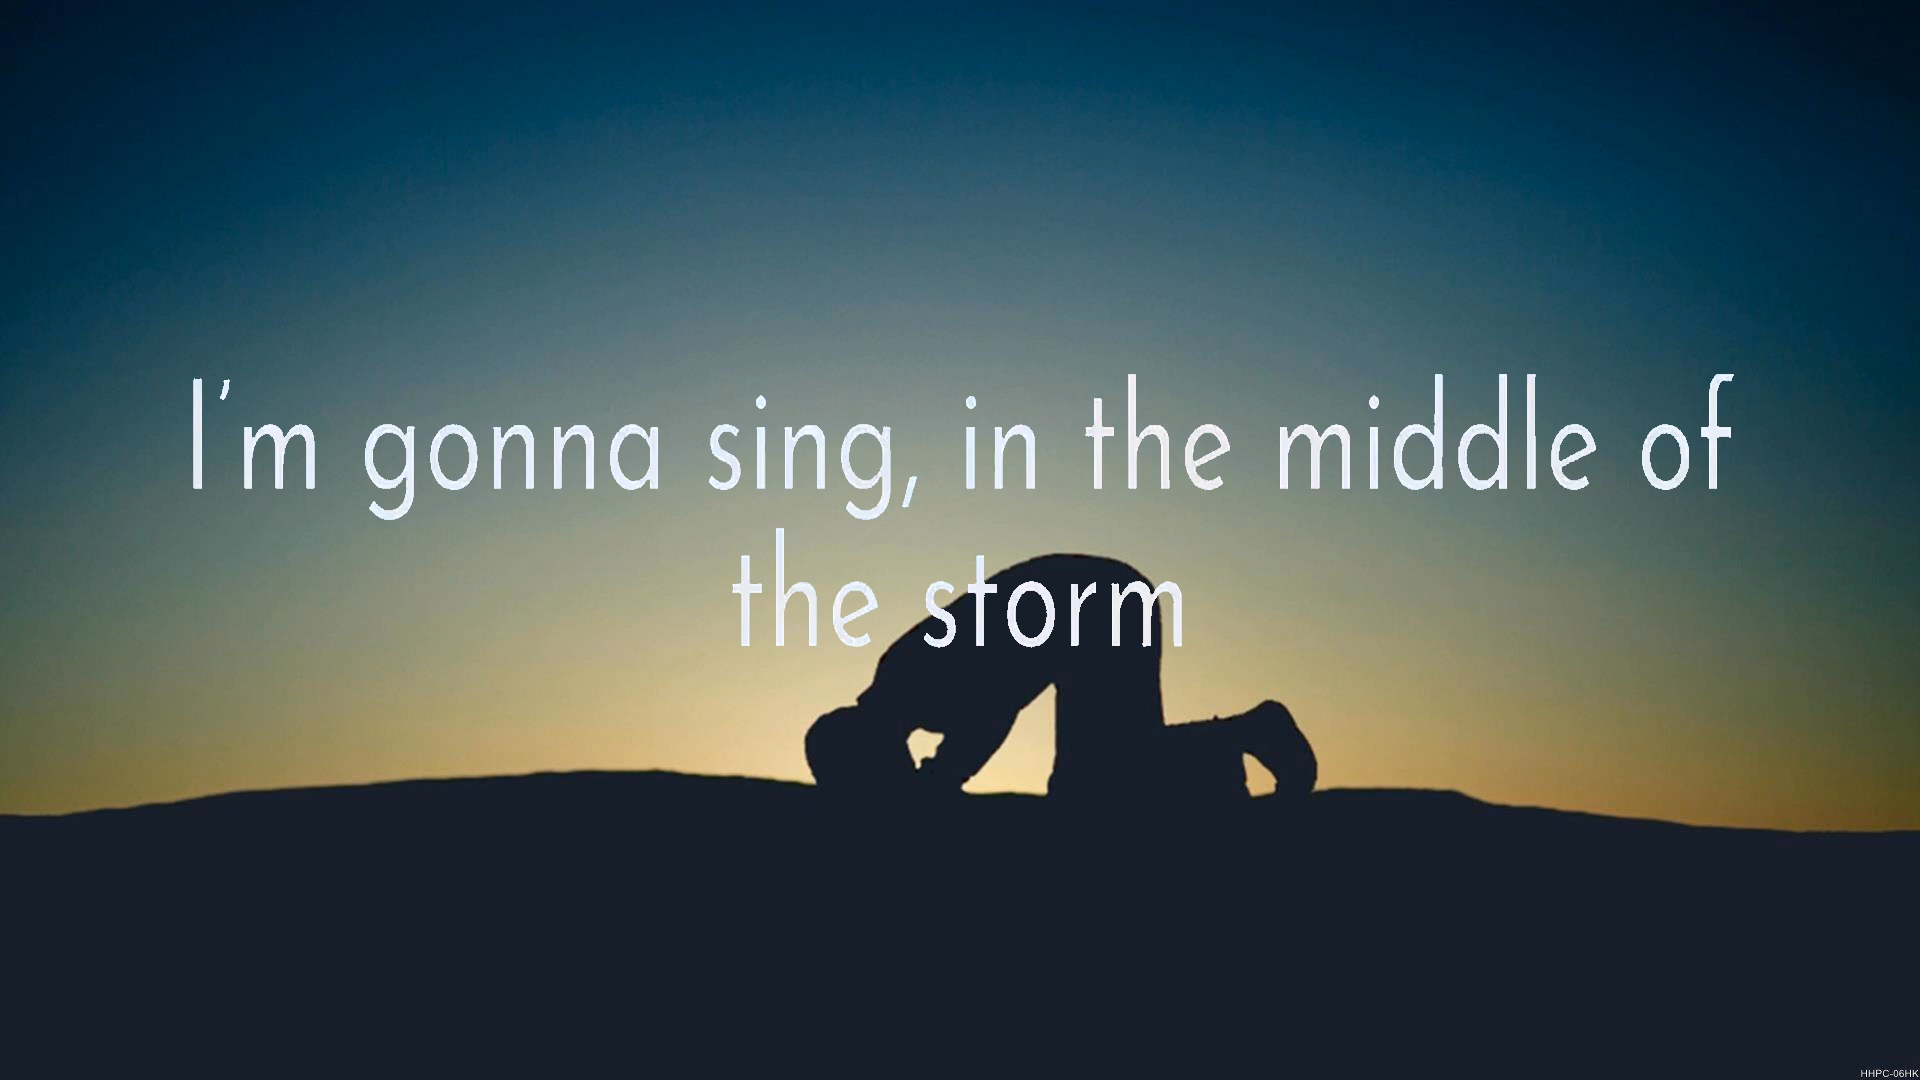 I'm gonna sing, in the middle of
the storm
HHPC-06HK